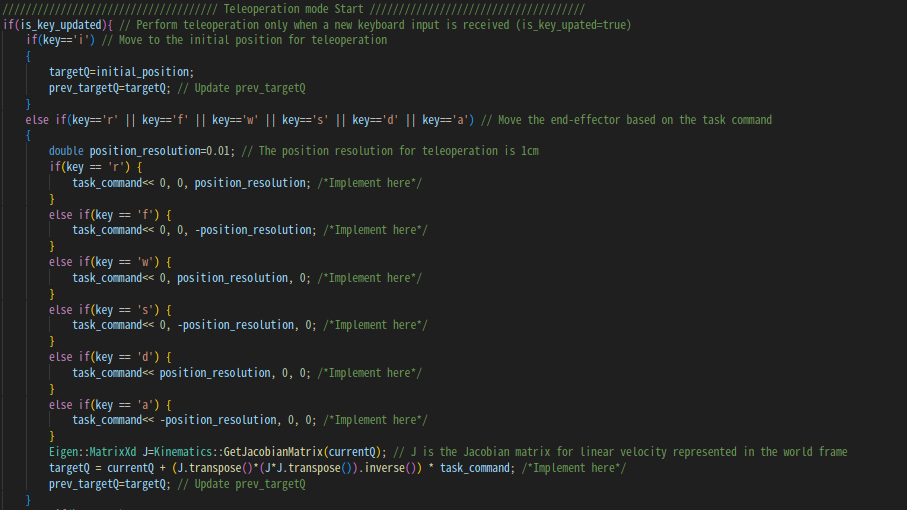 ///////////////////////////////////// Teleoperation mode Start /////////////////////////////////////
if(is_key_updated){ // Perform teleoperation only when a new keyboard input is received (is_key_upated=true)
if(key=='i') // Move to the initial position for teleoperation
{
targetQ=initial_position;
prev_targetQ=targetQ; // Update prev_targetQ
}
else if(key=='r' || key=='f' || key=='w' || key=='s' || key=='d' || key=='a') // Move the end-effector based on the task command
{
double position_resolution=0.01; // The position resolution for teleoperation is 1cm
if(key == 'r') {
task_command<< 0, 0, position_resolution; /*Implement here*/
}
else if(key == 'f') {
task_command<< 0, 0, -position_resolution; /*Implement here*/
}
else if(key == 'w') {
task_command<< 0, position_resolution, 0; /*Implement here*/
}
else if(key == 's') {
task_command<< 0, -position_resolution, 0; /*Implement here*/
}
else if(key == 'd') {
task_command<< position_resolution, 0, 0; /*Implement here*/
}
else if(key == 'a') {
task_command<< -position_resolution, 0, 0; /*Implement here*/
}
Eigen::MatrixXd J=Kinematics::GetJacobianMatrix(currentQ); // J is the Jacobian matrix for linear velocity represented in the world frame
targetQ = currentQ + (J.transpose()*(J*J.transpose()).inverse()) * task_command; /*Implement here*/
prev_targetQ=targetQ; // Update prev_targetQ
}